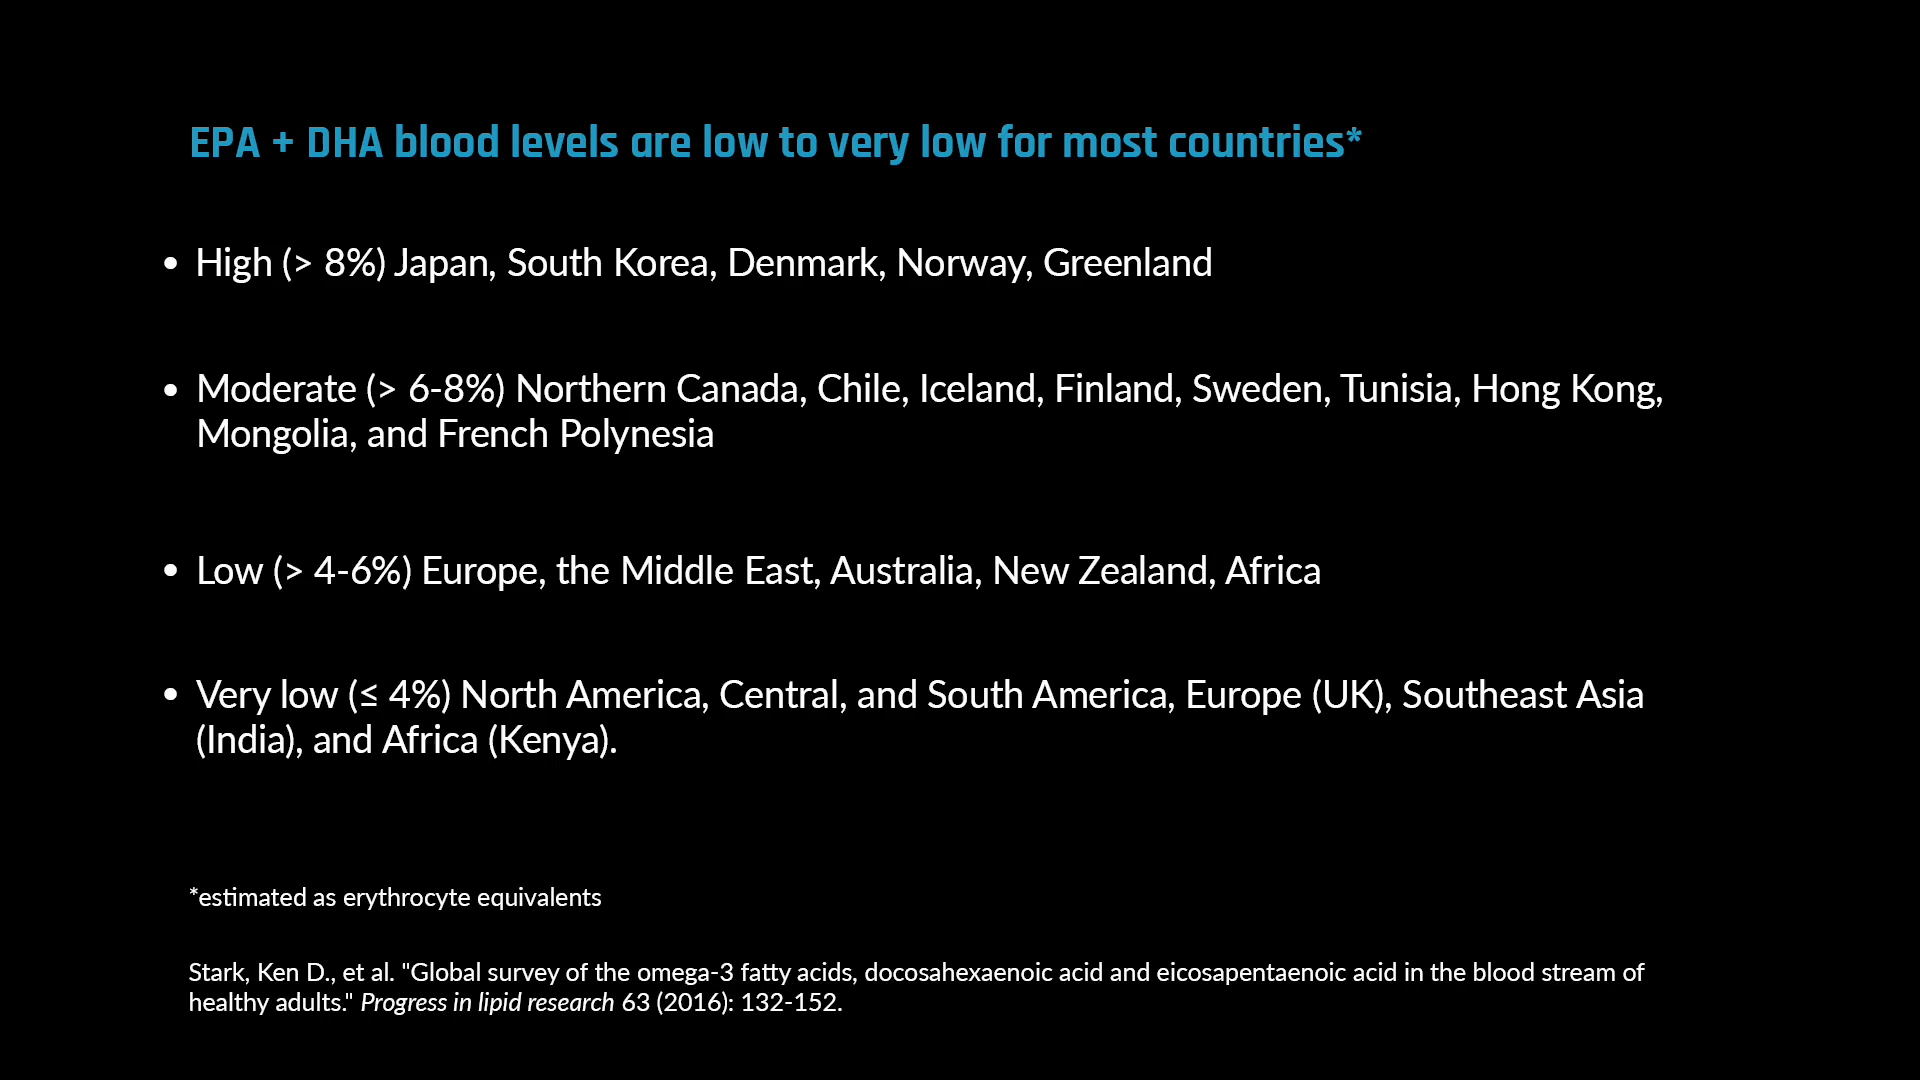 EPA + DHA blood levels are low to very low for most countries*
• High (> 8%) Japan, South Korea, Denmark, Norway, Greenland
• Moderate (> 6-8%) Northern Canada, Chile, Iceland, Finland, Sweden, Tunisia, Hong Kong,
Mongolia, and French Polynesia
• Low (> 4-6%) Europe, the Middle East, Australia, New Zealand, Africa
• Very low (≤ 4%) North America, Central, and South America, Europe (UK), Southeast Asia
(India), and Africa (Kenya).
*estimated as erythrocyte equivalents
Stark, Ken D., et al. "Global survey of the omega-3 fatty acids, docosahexaenoic acid and eicosapentaenoic acid in the blood stream of
healthy adults." Progress in lipid research 63 (2016): 132-152.